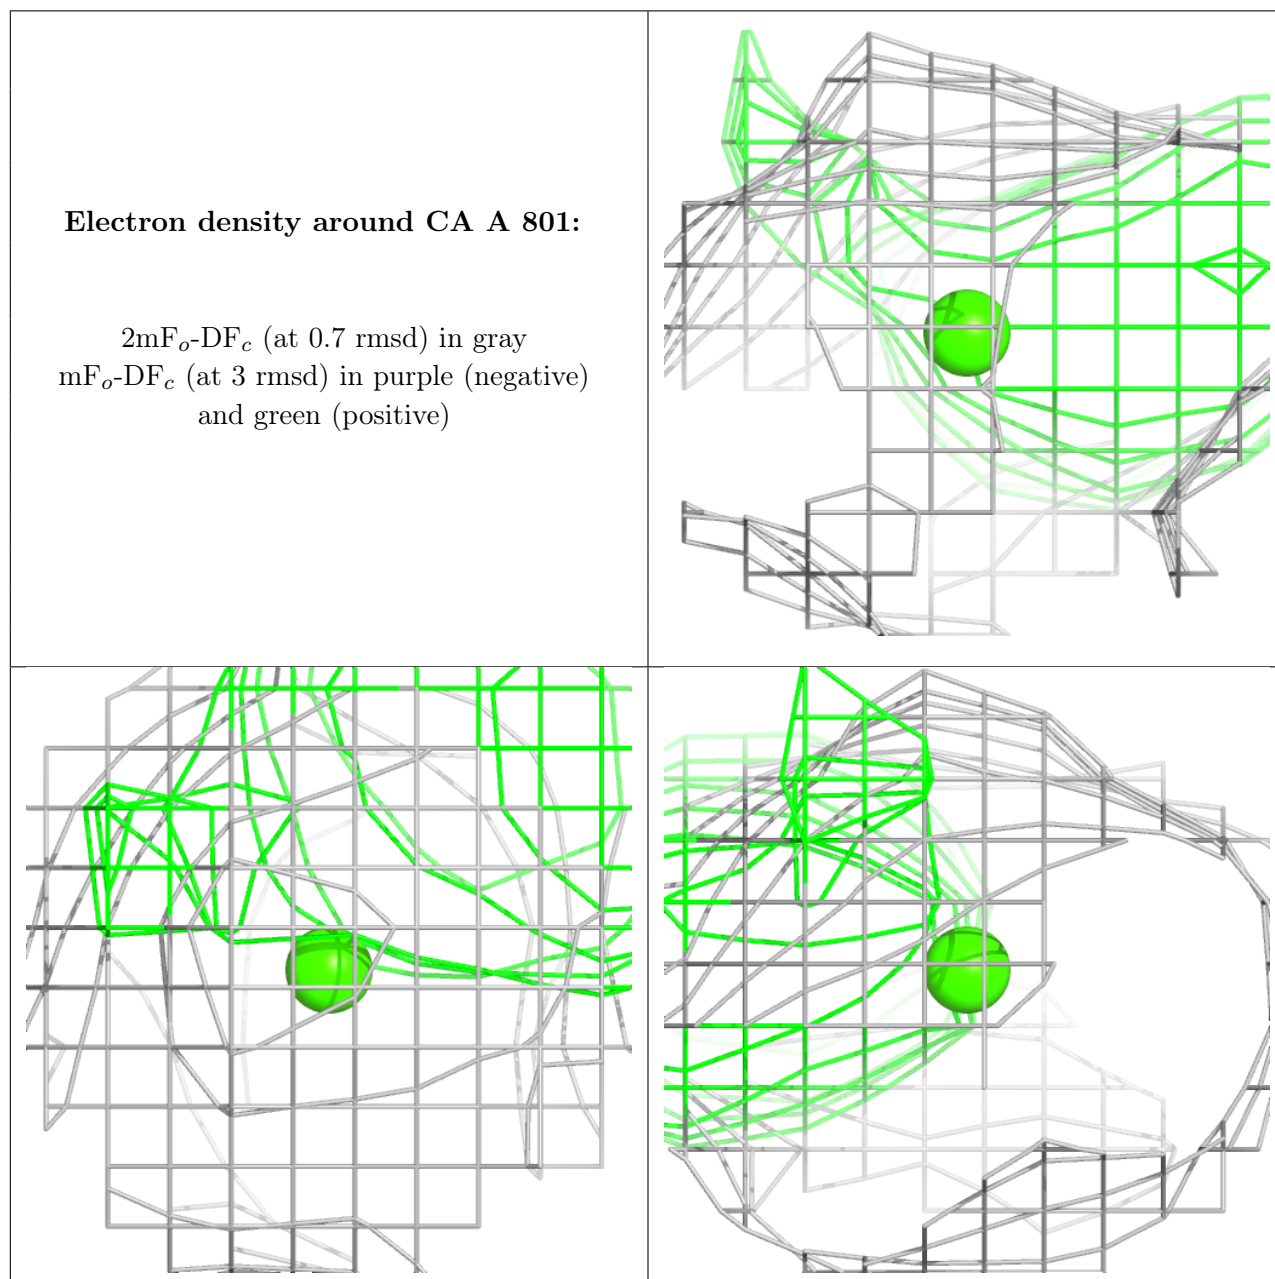 Electron density around CA A 801:
2mFo-DFc (at 0.7 rmsd) in gray
mFo-DFc (at 3 rmsd) in purple (negative)
and green (positive)